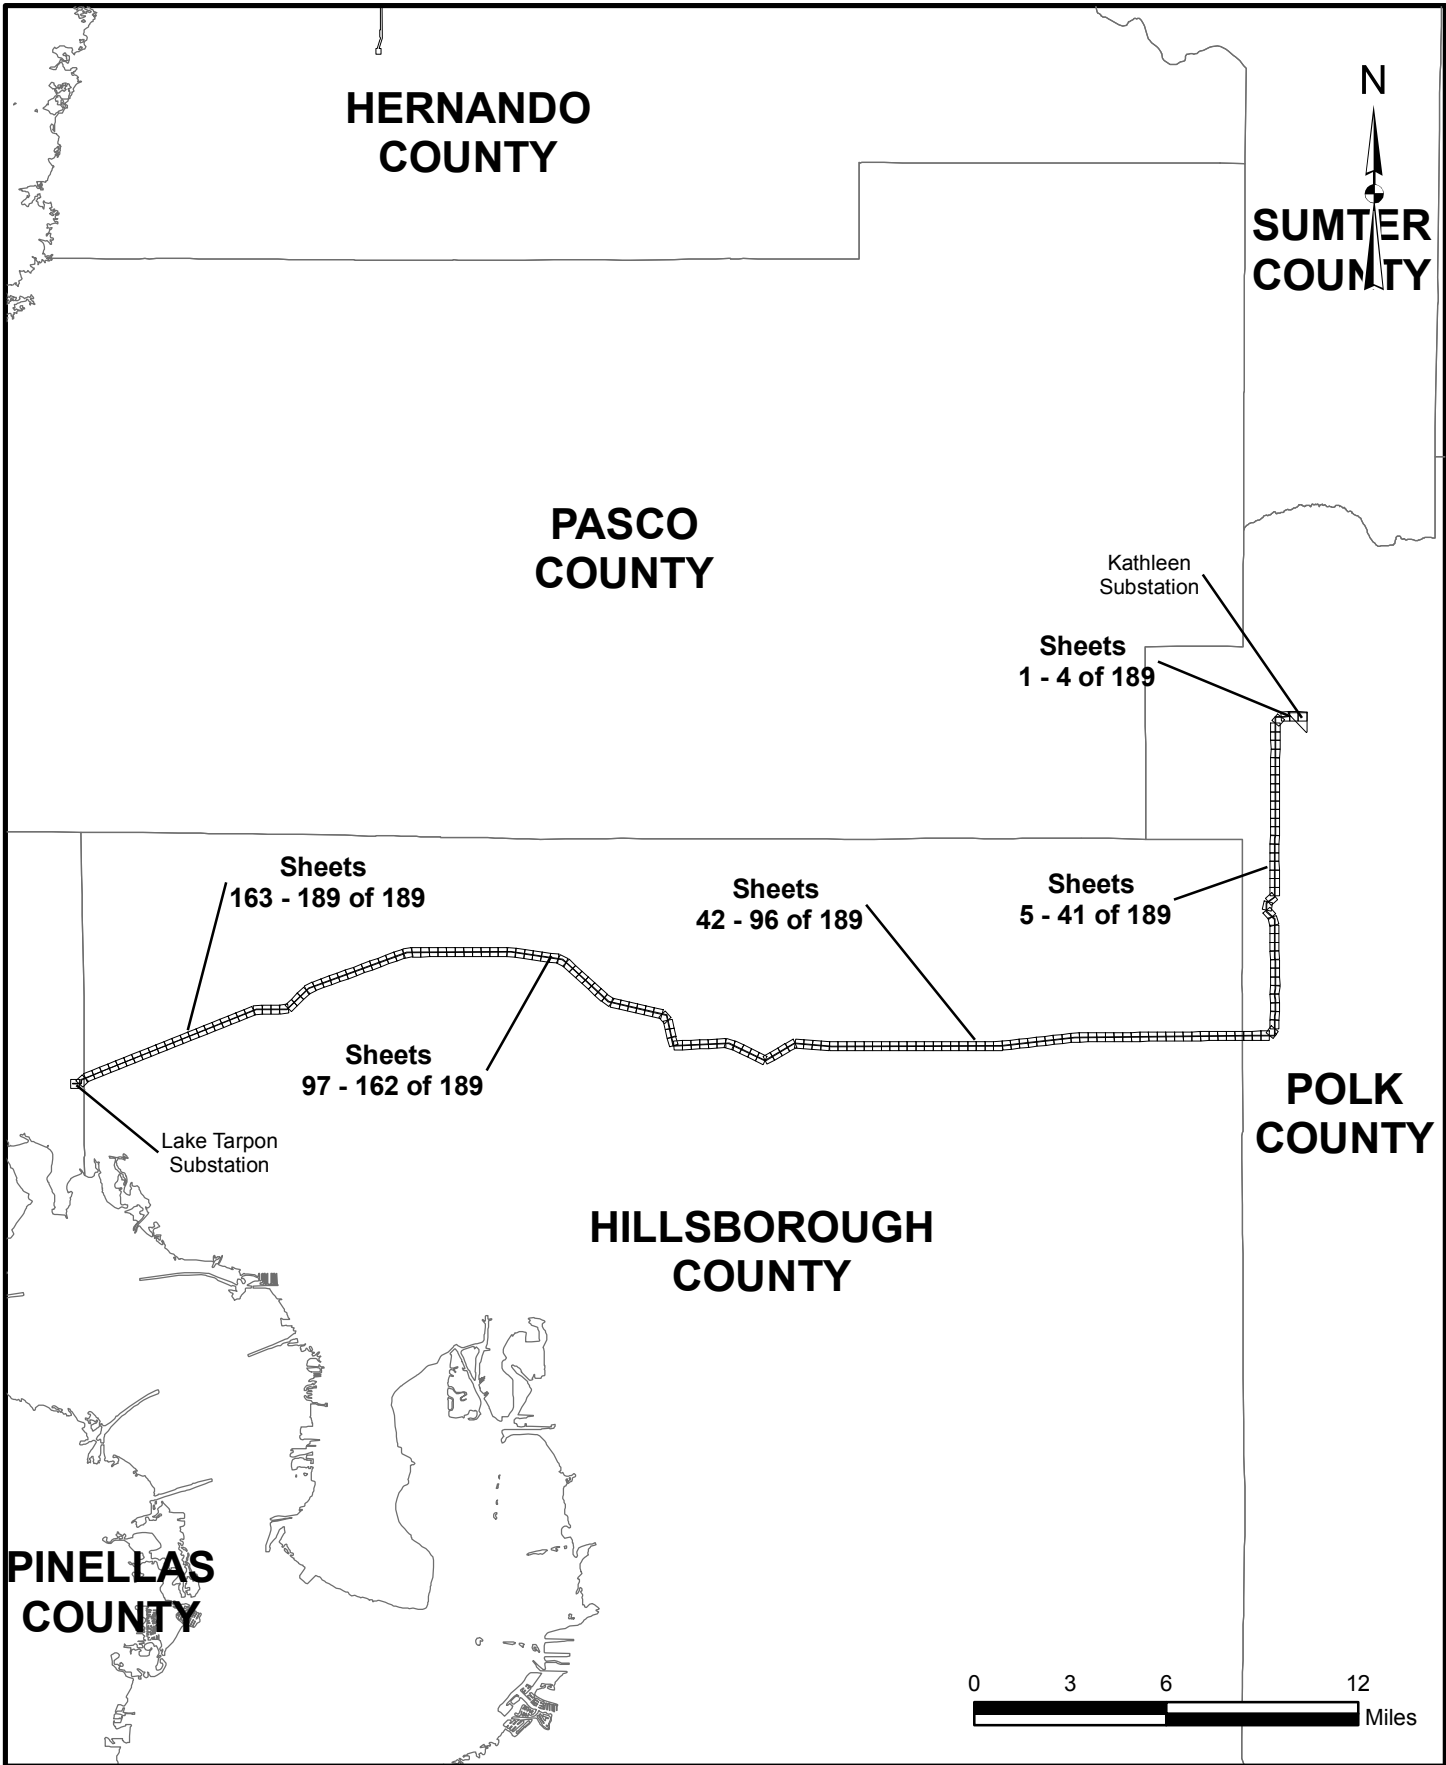 N
HERNANDO
COUNTY
SUMTER
COUNTY
PASCO
COUNTY
Kathleen
Substation
Sheets
1 - 4 of 189
Sheets
163 - 189 of 189
Sheets
42 - 96 of 189
Sheets
5 - 41 of 189
Sheets
97 - 162 of 189
POLK
COUNTY
Lake Tarpon
Substation
HILLSBOROUGH
COUNTY
PINELLAS
COUNTY
0 3 6 12
Miles